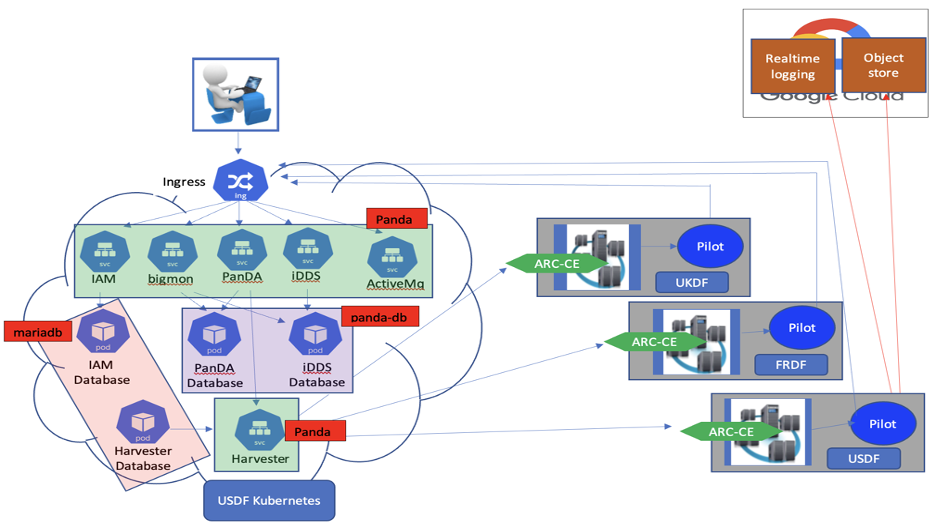 Realtime
logging
Object
store
Google Cloud
Ingress
ing
Panda
svc
IAM
svc
bigmon
svc
PanDA
svc
iDDS
svc
ActiveMq
ARC-CE
Pilot
UKDF
mariadb
panda-db
pod
IAM
Database
pod
PanDA
Database
pod
iDDS
Database
ARC-CE
Pilot
FRDF
pod
Harvester
Database
svc
Harvester
Panda
ARC-CE
Pilot
USDF
USDF Kubernetes